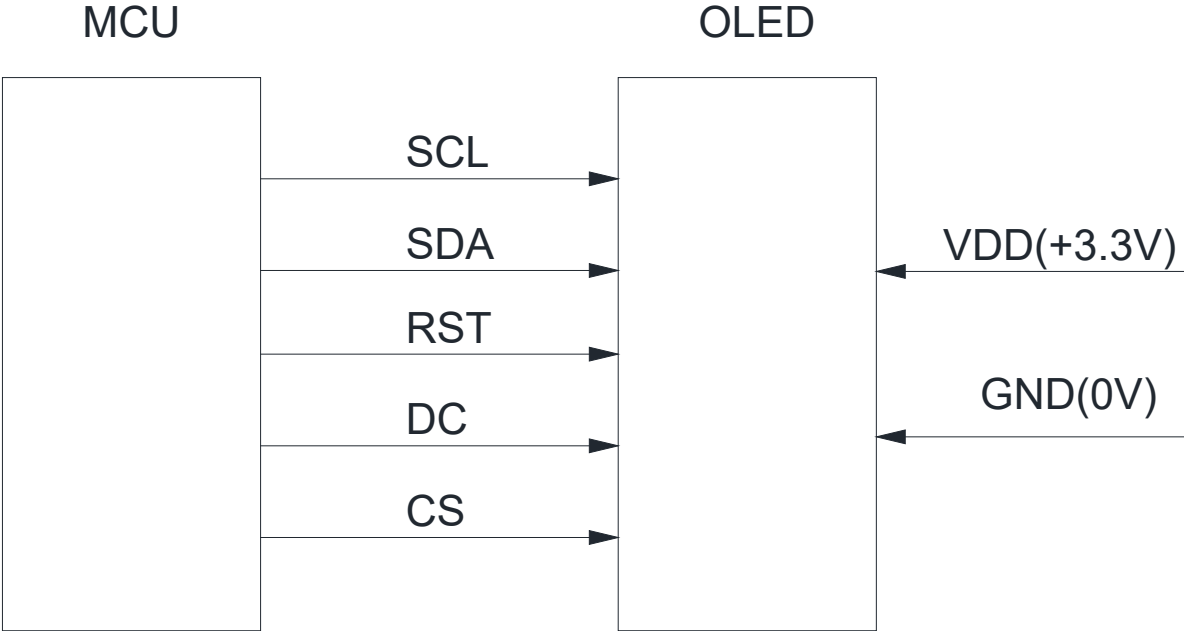 MCU
OLED
SCL
SDA
VDD(+3.3V)
RST
GND(0V)
DC
CS